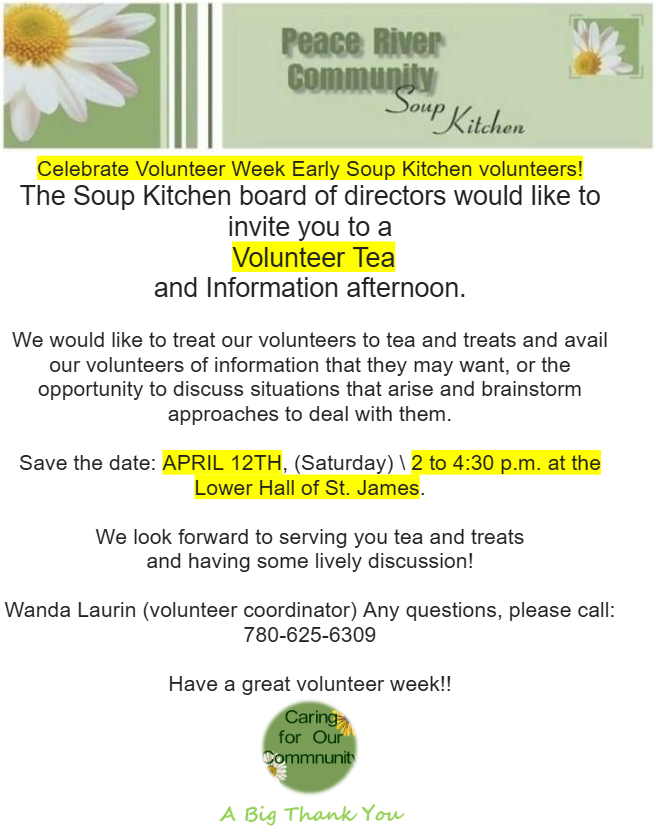 Peace River
Community
Soup Kitchen
Celebrate Volunteer Week Early Soup Kitchen volunteers!
The Soup Kitchen board of directors would like to
invite you to a
Volunteer Tea
and Information afternoon.
We would like to treat our volunteers to tea and treats and avail
our volunteers of information that they may want, or the
opportunity to discuss situations that arise and brainstorm
approaches to deal with them.
Save the date: APRIL 12TH, (Saturday) \ 2 to 4:30 p.m. at the
Lower Hall of St. James.
We look forward to serving you tea and treats
and having some lively discussion!
Wanda Laurin (volunteer coordinator) Any questions, please call:
780-625-6309
Have a great volunteer week!!
Caring
for Our
Commnunity
A Big Thank You